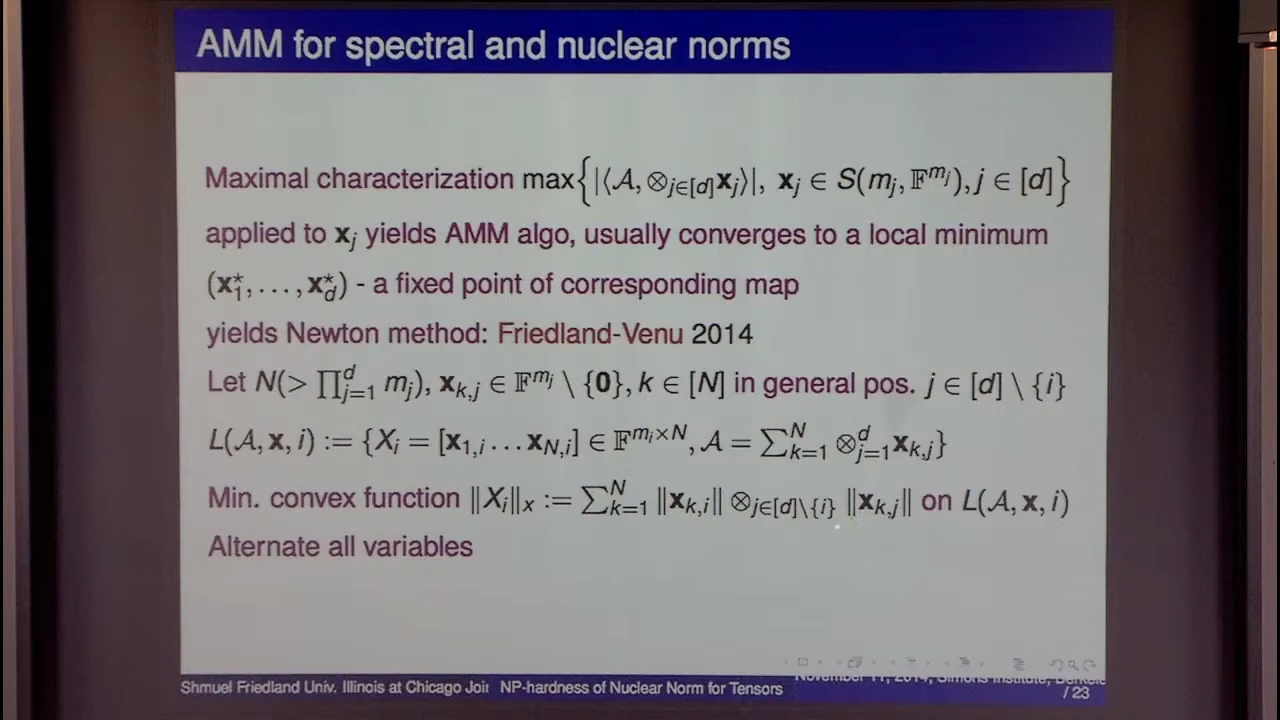 AMM for spectral and nuclear norms
Maximal characterization max{|⟨𝒜, ⊗_{j∈[d]}x_j⟩|, x_j ∈ S(m_j, 𝔽^{m_j}), j ∈ [d]}
applied to x_j yields AMM algo, usually converges to a local minimum
(x_1^*, . . . , x_d^*) - a fixed point of corresponding map
yields Newton method: Friedland-Venu 2014
Let N(> ∏_{j=1}^d m_j), x_{k,j} ∈ 𝔽^{m_j} \ {0}, k ∈ [N] in general pos. j ∈ [d] \ {i}
L(𝒜, x, i) := {X_i = [x_{1,i} . . . x_{N,i}] ∈ 𝔽^{m_i×N}, 𝒜 = ∑_{k=1}^N ⊗_{j=1}^d x_{k,j}}
Min. convex function ‖X_i‖_x := ∑_{k=1}^N ‖x_{k,i}‖ ⊗_{j∈[d]\{i}} ‖x_{k,j}‖ on L(𝒜, x, i)
Alternate all variables
Shmuel Friedland Univ. Illinois at Chicago NP-hardness of Nuclear Norm for Tensors
/ 23